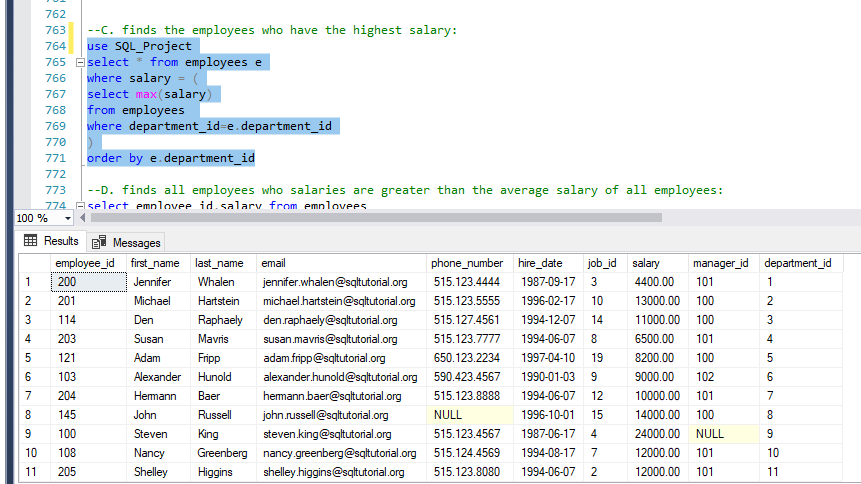 762
763 --C. finds the employees who have the highest salary:
764 use SQL_Project
765 select * from employees e
766 where salary = (
767 select max(salary)
768 from employees
769 where department_id=e.department_id
770 )
771 order by e.department_id
772
773 --D. finds all employees who salaries are greater than the average salary of all employees:
774 select employee_id,salary from employees
100 %
Results Messages
employee_id first_name last_name email phone_number hire_date job_id salary manager_id department_id
1 200 Jennifer Whalen jennifer.whalen@sqltutorial.org 515.123.4444 1987-09-17 3 4400.00 101 1
2 201 Michael Hartstein michael.hartstein@sqltutorial.org 515.123.5555 1996-02-17 10 13000.00 100 2
3 114 Den Raphaely den.raphaely@sqltutorial.org 515.127.4561 1994-12-07 14 11000.00 100 3
4 203 Susan Mavris susan.mavris@sqltutorial.org 515.123.7777 1994-06-07 8 6500.00 101 4
5 121 Adam Fripp adam.fripp@sqltutorial.org 650.123.2234 1997-04-10 19 8200.00 100 5
6 103 Alexander Hunold alexander.hunold@sqltutorial.org 590.423.4567 1990-01-03 9 9000.00 102 6
7 204 Hermann Baer hermann.baer@sqltutorial.org 515.123.8888 1994-06-07 12 10000.00 101 7
8 145 John Russell john.russell@sqltutorial.org NULL 1996-10-01 15 14000.00 100 8
9 100 Steven King steven.king@sqltutorial.org 515.123.4567 1987-06-17 4 24000.00 NULL 9
10 108 Nancy Greenberg nancy.greenberg@sqltutorial.org 515.124.4569 1994-08-17 7 12000.00 101 10
11 205 Shelley Higgins shelley.higgins@sqltutorial.org 515.123.8080 1994-06-07 2 12000.00 101 11